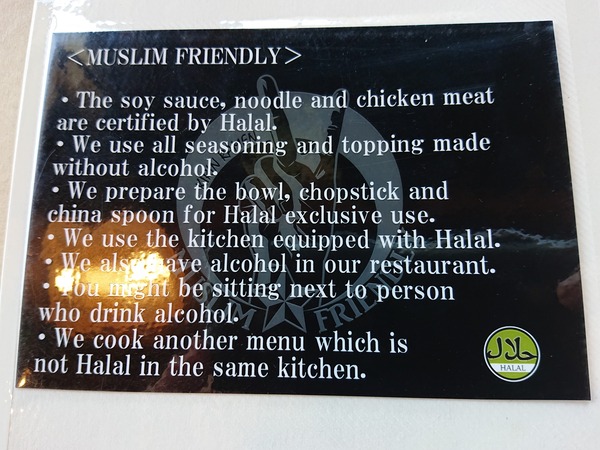 <MUSLIM FRIENDLY>
・The soy sauce, noodle and chicken meat
are certified by Halal.
・We use all seasoning and topping made
without alcohol.
・We prepare the bowl, chopstick and
china spoon for Halal exclusive use.
・We use the kitchen equipped with Halal.
・We also have alcohol in our restaurant.
・You might be sitting next to person
who drink alcohol.
・We cook another menu which is
not Halal in the same kitchen.
حلال
HALAL